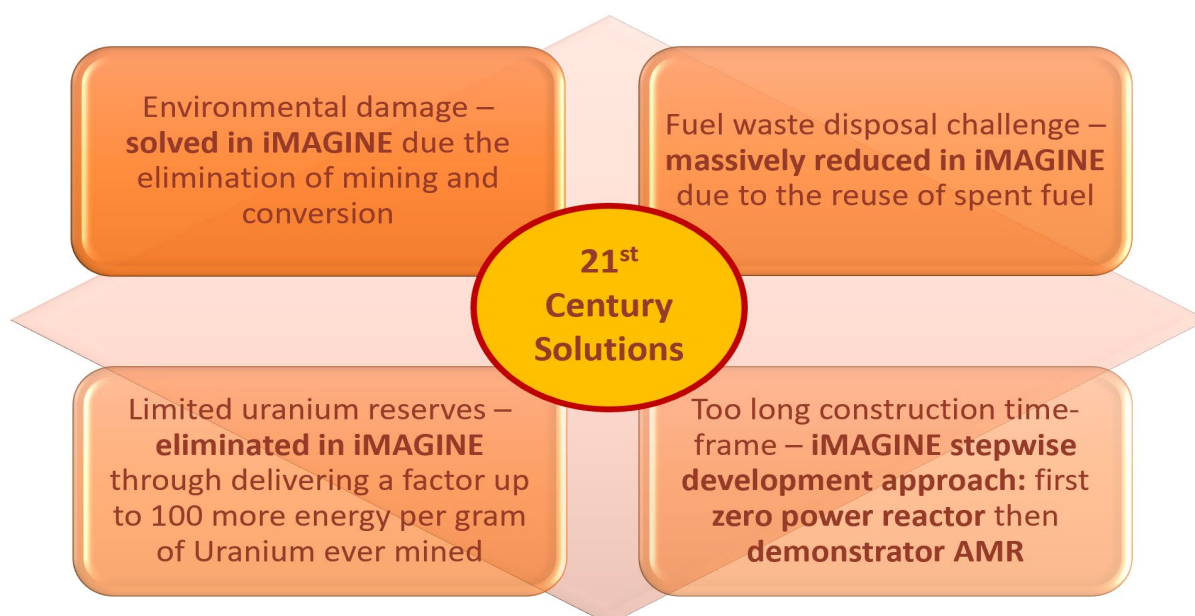 Environmental damage –
solved in iMAGINE due the
elimination of mining and
conversion
Fuel waste disposal challenge –
massively reduced in iMAGINE
due to the reuse of spent fuel
21st
Century
Solutions
Limited uranium reserves –
eliminated in iMAGINE
through delivering a factor up
to 100 more energy per gram
of Uranium ever mined
Too long construction time-
frame – iMAGINE stepwise
development approach: first
zero power reactor then
demonstrator AMR